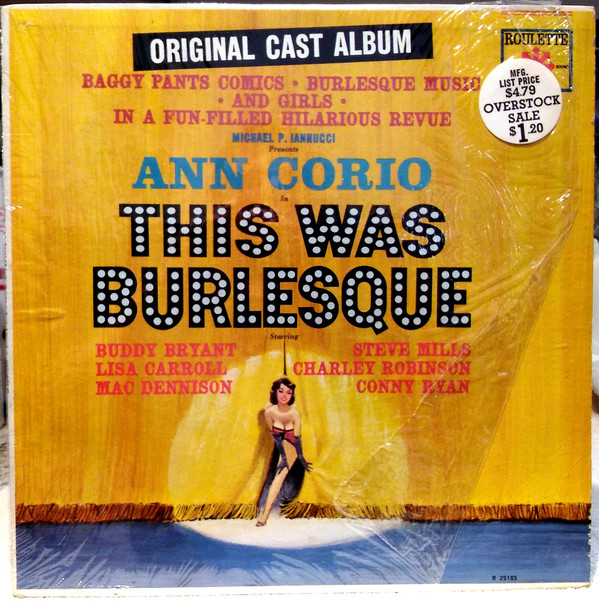 ORIGINAL CAST ALBUM
ROULETTE
BAGGY PANTS COMICS • BURLESQUE MUSIC
• AND GIRLS •
IN A FUN-FILLED HILARIOUS REVUE
MFG.
LIST PRICE
$4.79
OVERSTOCK
SALE
$1.20
MICHAEL P. IANNUCCI
Presents
ANN CORIO
In
THIS WAS
BURLESQUE
Starring
BUDDY BRYANT STEVE MILLS
LISA CARROLL CHARLEY ROBINSON
MAC DENNISON CONNY RYAN
R 25185